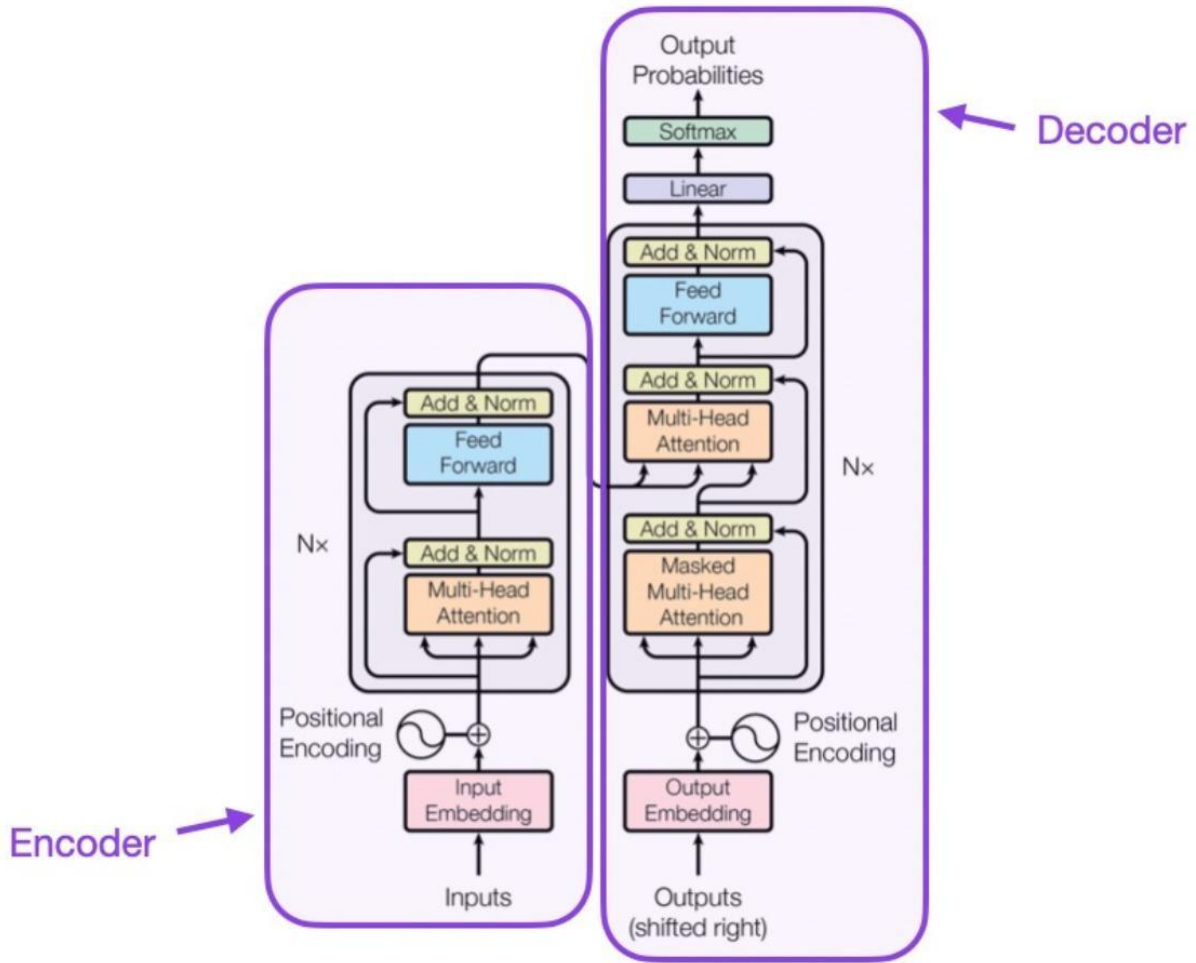 Output
Probabilities
Softmax
Linear
Add & Norm
Feed
Forward
Add & Norm
Multi-Head
Attention
Add & Norm
Masked
Multi-Head
Attention
Nx
Positional
Encoding
Output
Embedding
Outputs
(shifted right)
Decoder
Add & Norm
Feed
Forward
Add & Norm
Multi-Head
Attention
Nx
Positional
Encoding
Input
Embedding
Inputs
Encoder